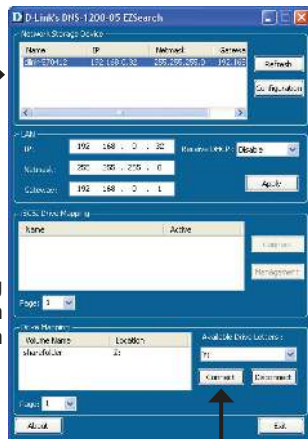 D-Link's DNS-1200-05 EZSearch
Network Storage Device
Name IP Netmask
dlink-570412 192.168.0.32 255.255.255.0 192.168
Refresh
Configuration
LAN
IP: 192 168 . 0 . 32 Receive DHCP: Disable
Netmask: 255 255 . 255 . 0
Gateway: 192 168 . 0 . 1
Apply
iSCSI Drive Mapping
Name Active
Connect
Management
Page: 1
Drive Mapping
Volume Name Location Available Drive Letters :
sharefolder Z:
Connect Disconnect
Page: 1
About Exit